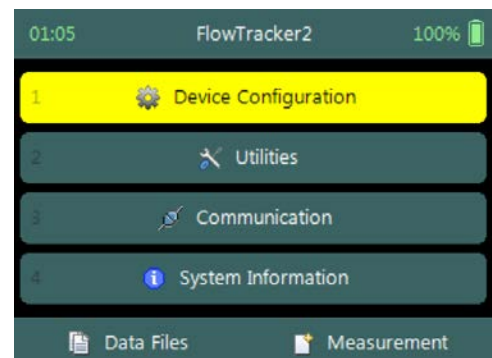 01:05 FlowTracker2 100%
1 Device Configuration
2 Utilities
3 Communication
4 System Information
Data Files Measurement